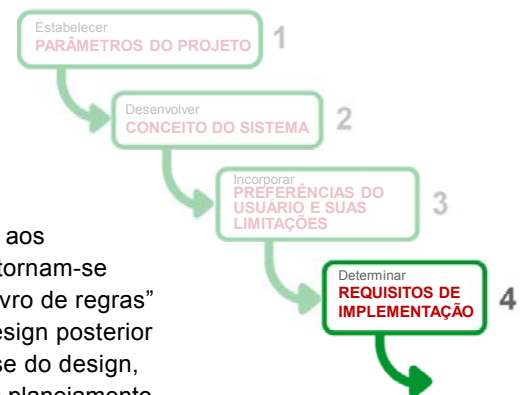 Estabelecer
PARÂMETROS DO PROJETO
1
Desenvolver
CONCEITO DO SISTEMA
2
Incorporar
PREFERÊNCIAS DO
USUÁRIO E SUAS
LIMITAÇÕES
3
Determinar
REQUISITOS DE
IMPLEMENTAÇÃO
4
aos
tornam-se
vro de regras”
esign posterior
se do design,
planejamento